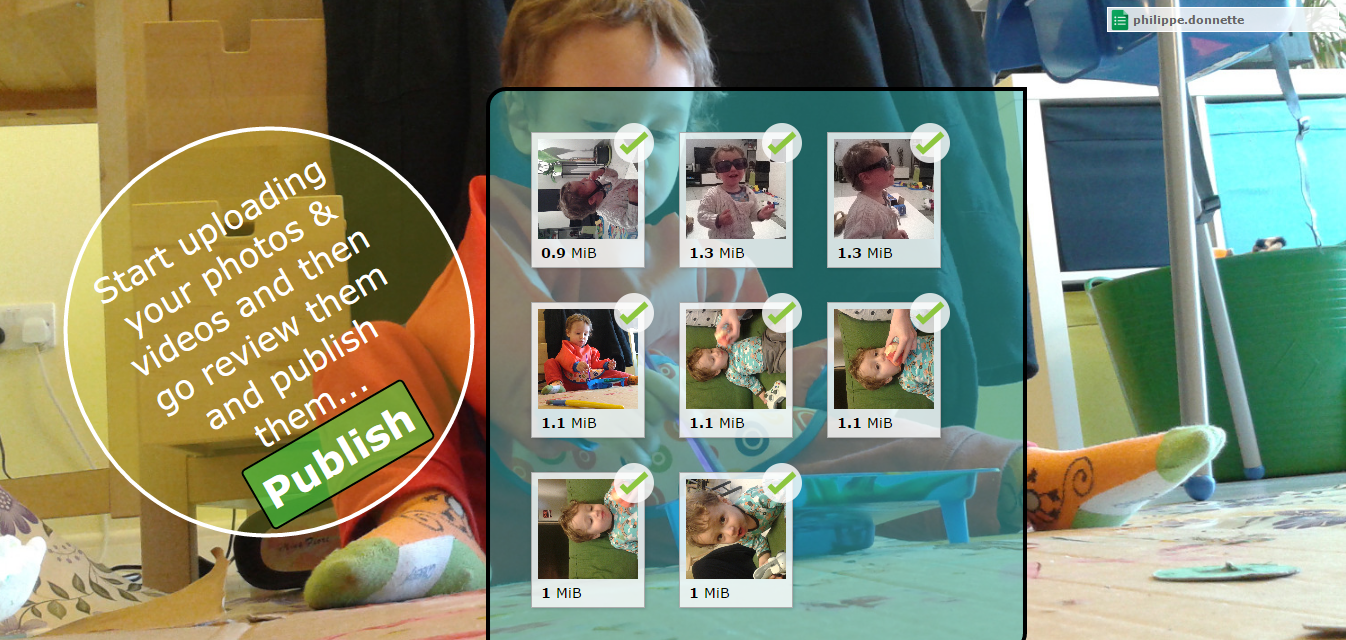 philippe.donnette
Start uploading
your photos &
videos and then
go review them
and publish
them...
Publish
0.9 MiB
1.3 MiB
1.3 MiB
1.1 MiB
1.1 MiB
1.1 MiB
1 MiB
1 MiB